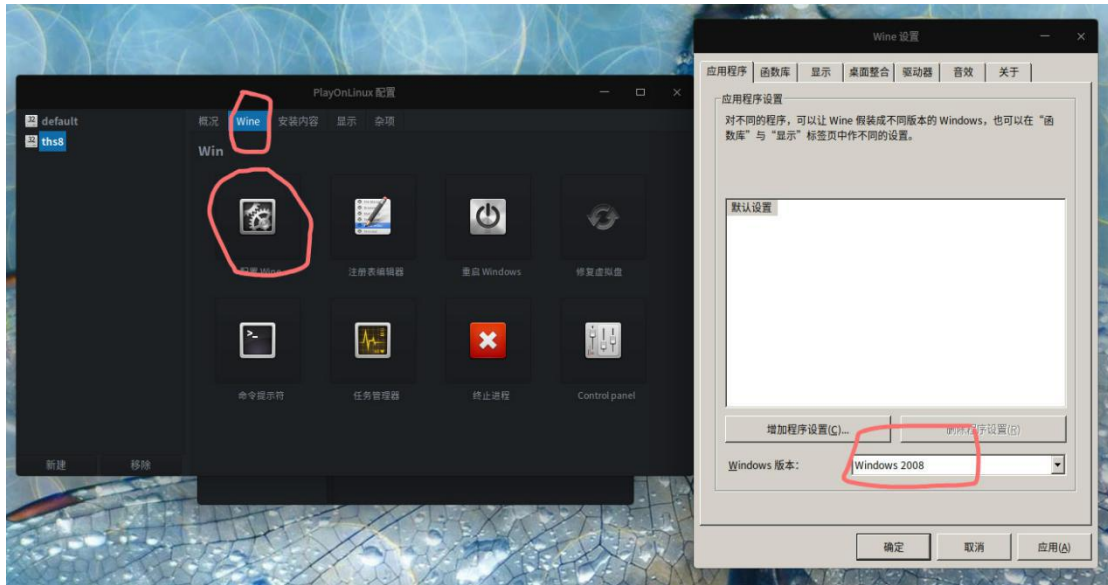 PlayOnLinux 配置
32 default
32 ths8
概况 Wine 安装内容 显示 杂项
Win
配置 Wine 注册表编辑器 重启 Windows 修复虚拟盘
命令提示符 任务管理器 终止进程 Control panel
新建 移除
Wine 设置
应用程序 函数库 显示 桌面整合 驱动器 音效 关于
应用程序设置
对不同的程序，可以让 Wine 假装成不同版本的 Windows，也可以在“函
数库”与“显示”标签页中作不同的设置。
默认设置
增加程序设置(C)... 删除程序设置(R)
Windows 版本: Windows 2008
确定 取消 应用(A)